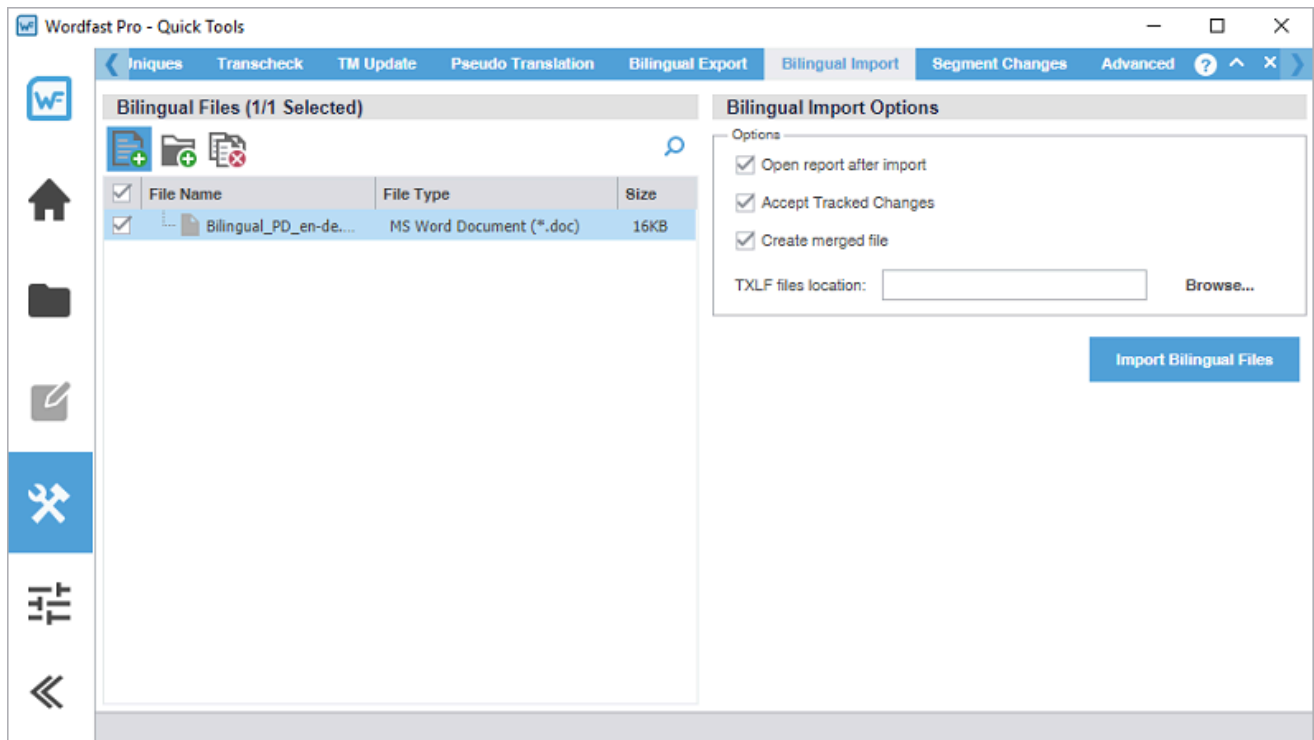 Wordfast Pro - Quick Tools
Uniques Transcheck TM Update Pseudo Translation Bilingual Export Bilingual Import Segment Changes Advanced ?
WF
Bilingual Files (1/1 Selected)
File Name File Type Size
Bilingual_PD_en-de.... MS Word Document (*.doc) 16KB
Bilingual Import Options
Options
Open report after import
Accept Tracked Changes
Create merged file
TXLF files location: Browse...
Import Bilingual Files